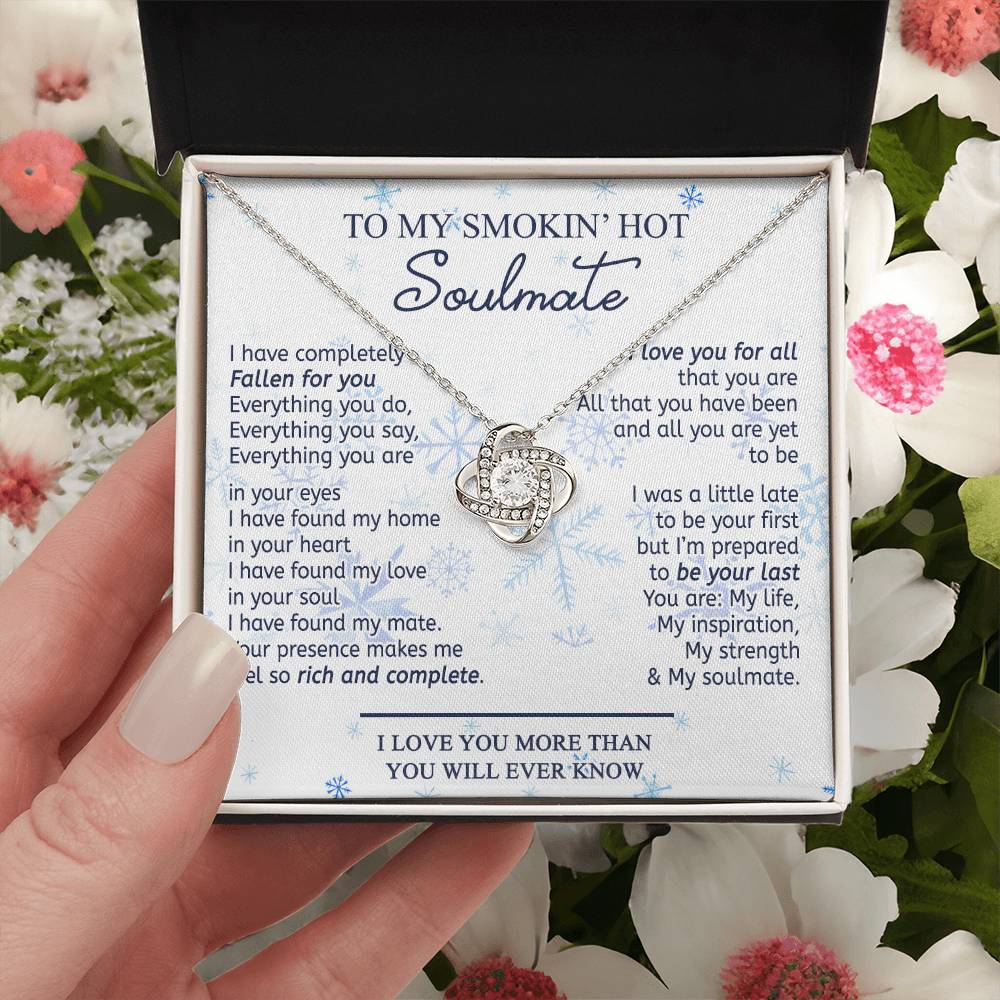 TO MY SMOKIN' HOT
Soulmate
I have completely
Fallen for you
Everything you do,
Everything you say,
Everything you are
in your eyes
I have found my home
in your heart
I have found my love
in your soul
I have found my mate.
Your presence makes me
el so rich and complete.
I love you for all
that you are
All that you have been
and all you are yet
to be
I was a little late
to be your first
but I'm prepared
to be your last
You are: My life,
My inspiration,
My strength
& My soulmate.
I LOVE YOU MORE THAN
YOU WILL EVER KNOW